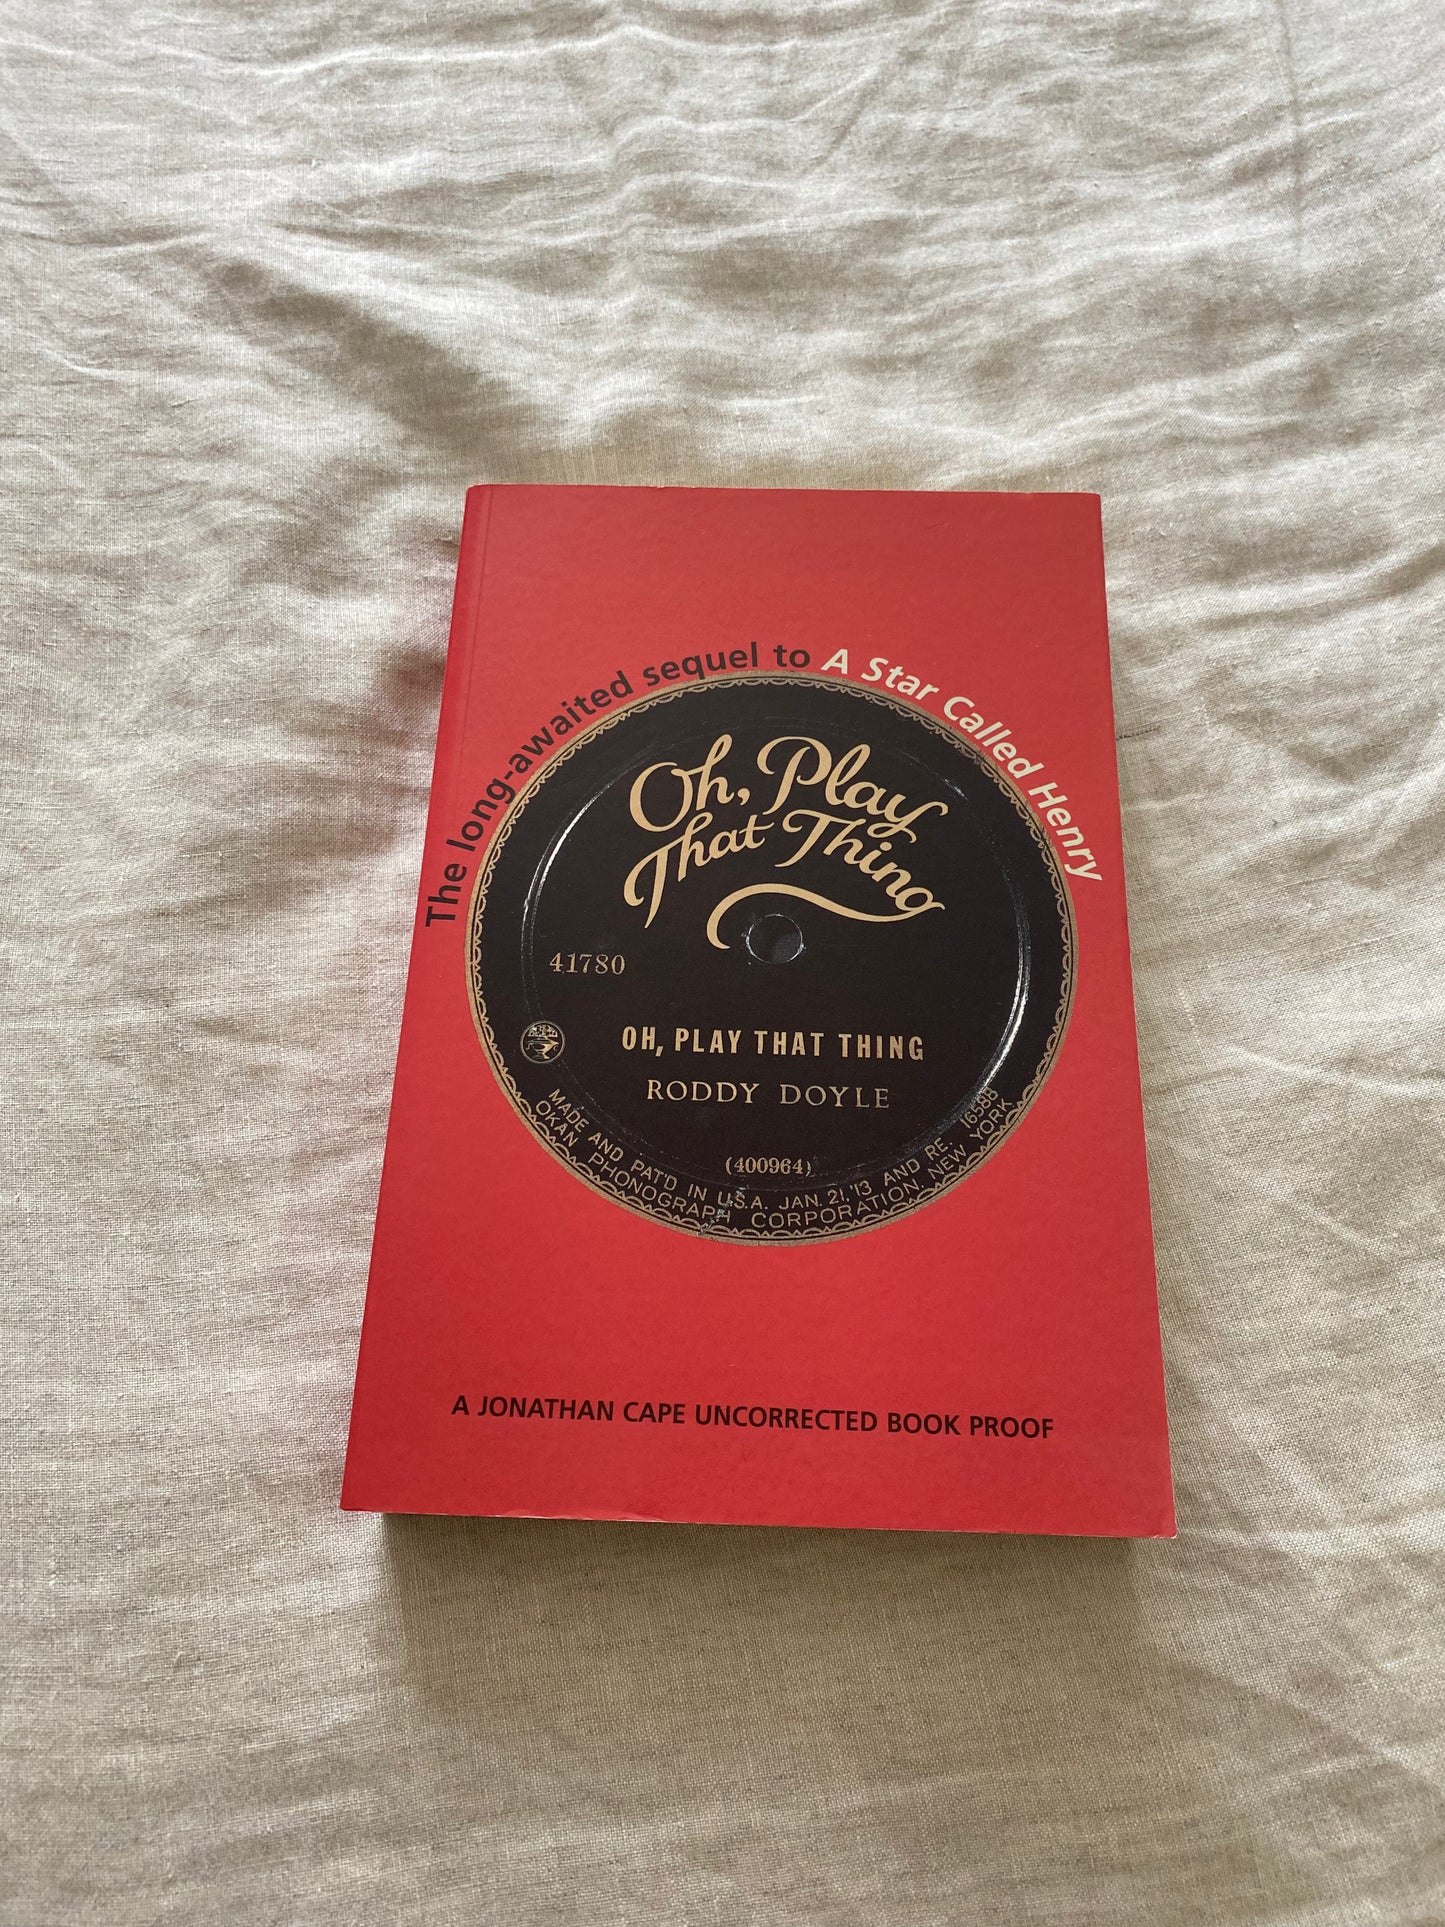 The long-awaited sequel to A Star Called Henry
Oh, Play
That Thing
41780
OH, PLAY THAT THING
RODDY DOYLE
(400964)
MADE AND PAT'D IN U.S.A. JAN. 21,'13 AND RE. 16588
OKAN PHONOGRAPH CORPORATION, NEW YORK
A JONATHAN CAPE UNCORRECTED BOOK PROOF